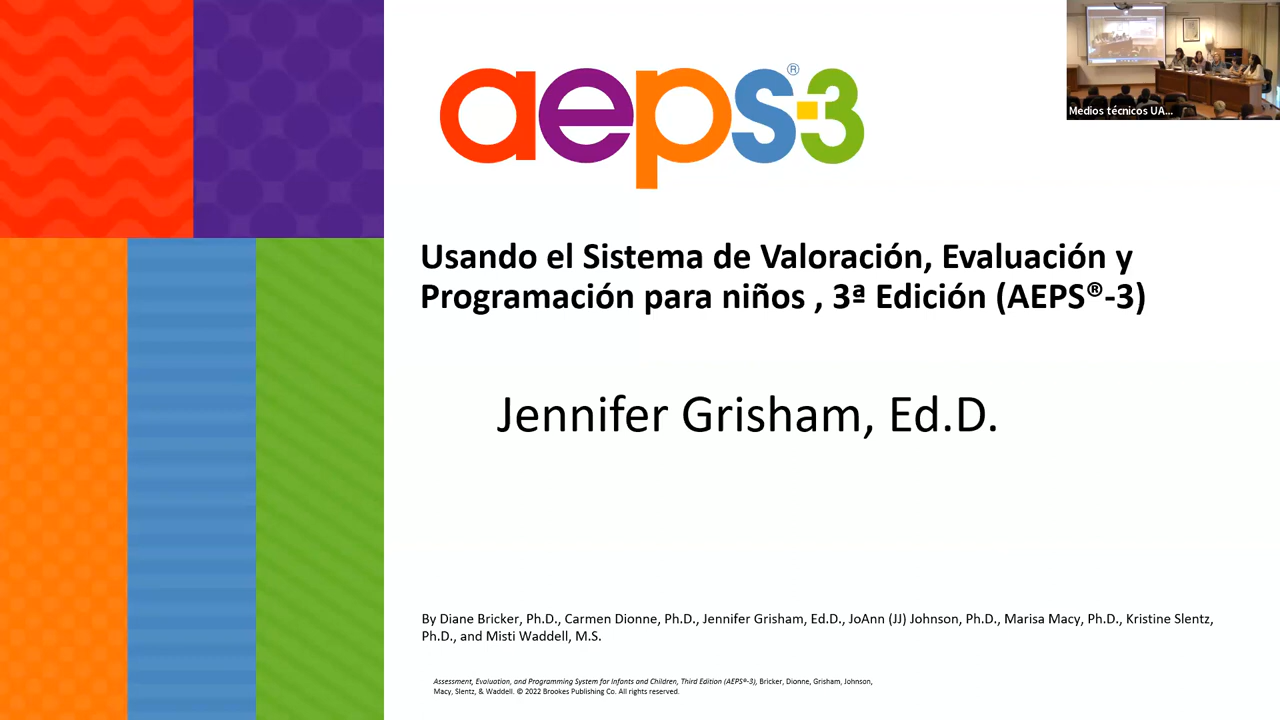 aeps®-3
Medios técnicos UA...
Usando el Sistema de Valoración, Evaluación y
Programación para niños , 3ª Edición (AEPS®-3)
Jennifer Grisham, Ed.D.
By Diane Bricker, Ph.D., Carmen Dionne, Ph.D., Jennifer Grisham, Ed.D., JoAnn (JJ) Johnson, Ph.D., Marisa Macy, Ph.D., Kristine Slentz,
Ph.D., and Misti Waddell, M.S.
Assessment, Evaluation, and Programming System for Infants and Children, Third Edition (AEPS®-3), Bricker, Dionne, Grisham, Johnson,
Macy, Slentz, & Waddell. © 2022 Brookes Publishing Co. All rights reserved.